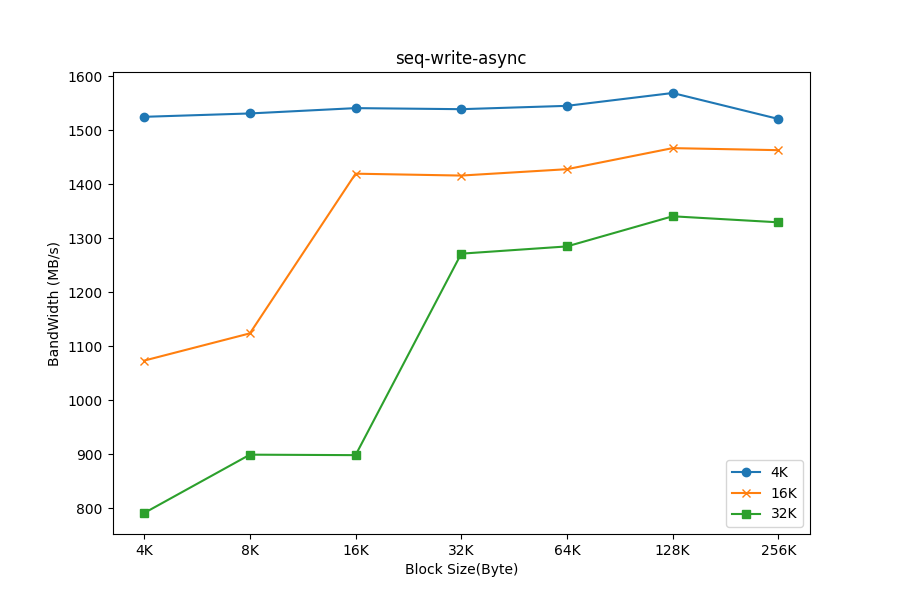 seq-write-async
1600
1500
1400
1300
1200
1100
1000
900
800
BandWidth (MB/s)
4K 8K 16K 32K 64K 128K 256K
Block Size(Byte)
4K
16K
32K